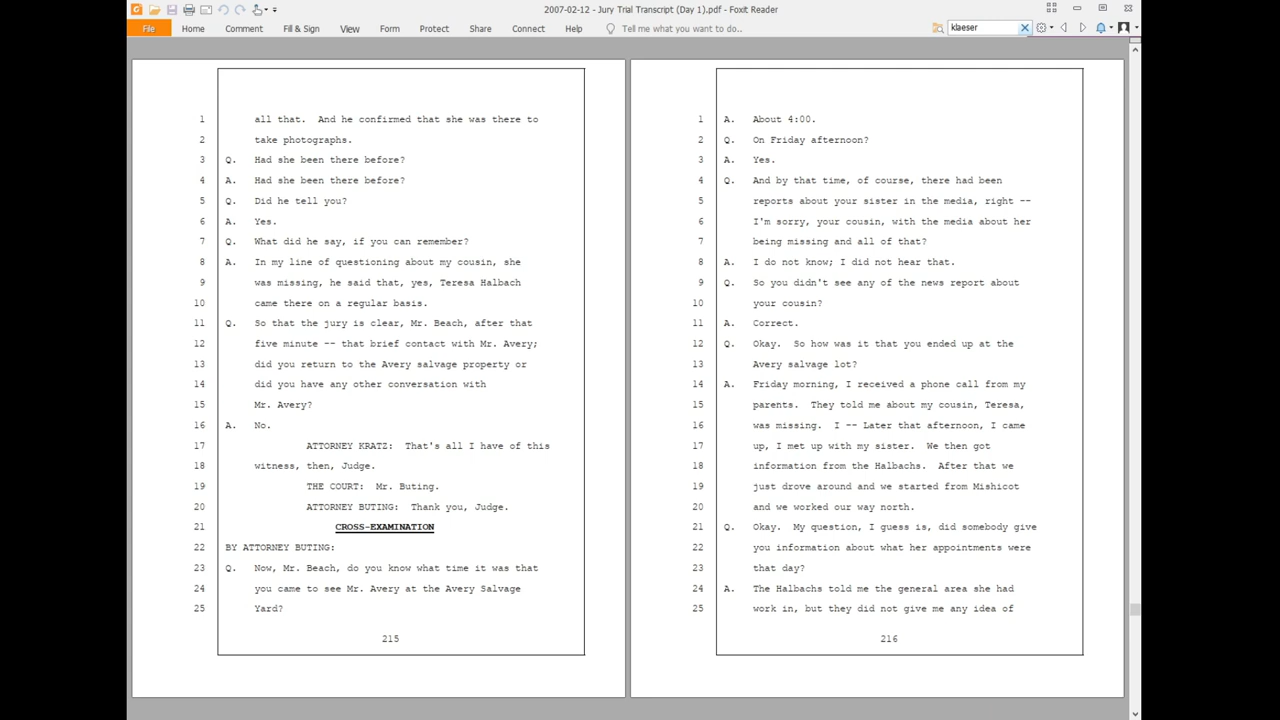 2007-02-12 - Jury Trial Transcript (Day 1).pdf - Foxit Reader
File Home Comment Fill & Sign View Form Protect Share Connect Help Tell me what you want to do.. klaeser
1 all that. And he confirmed that she was there to
2 take photographs.
3 Q. Had she been there before?
4 A. Had she been there before?
5 Q. Did he tell you?
6 A. Yes.
7 Q. What did he say, if you can remember?
8 A. In my line of questioning about my cousin, she
9 was missing, he said that, yes, Teresa Halbach
10 came there on a regular basis.
11 Q. So that the jury is clear, Mr. Beach, after that
12 five minute -- that brief contact with Mr. Avery;
13 did you return to the Avery salvage property or
14 did you have any other conversation with
15 Mr. Avery?
16 A. No.
17 ATTORNEY KRATZ: That's all I have of this
18 witness, then, Judge.
19 THE COURT: Mr. Buting.
20 ATTORNEY BUTING: Thank you, Judge.
21 CROSS-EXAMINATION
22 BY ATTORNEY BUTING:
23 Q. Now, Mr. Beach, do you know what time it was that
24 you came to see Mr. Avery at the Avery Salvage
25 Yard?
215
1 A. About 4:00.
2 Q. On Friday afternoon?
3 A. Yes.
4 Q. And by that time, of course, there had been
5 reports about your sister in the media, right --
6 I'm sorry, your cousin, with the media about her
7 being missing and all of that?
8 A. I do not know; I did not hear that.
9 Q. So you didn't see any of the news report about
10 your cousin?
11 A. Correct.
12 Q. Okay. So how was it that you ended up at the
13 Avery salvage lot?
14 A. Friday morning, I received a phone call from my
15 parents. They told me about my cousin, Teresa,
16 was missing. I -- Later that afternoon, I came
17 up, I met up with my sister. We then got
18 information from the Halbachs. After that we
19 just drove around and we started from Mishicot
20 and we worked our way north.
21 Q. Okay. My question, I guess is, did somebody give
22 you information about what her appointments were
23 that day?
24 A. The Halbachs told me the general area she had
25 work in, but they did not give me any idea of
216